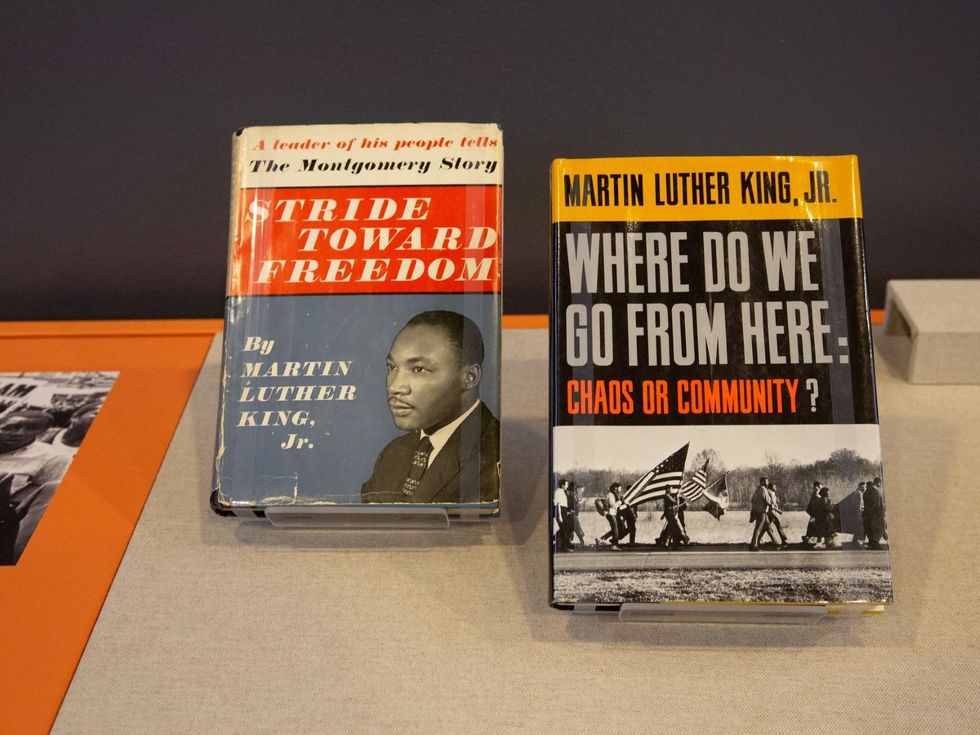 A leader of his people tells
The Montgomery Story
STRIDE
TOWARD
FREEDOM
By
MARTIN
LUTHER
KING,
Jr.
MARTIN LUTHER KING, JR.
WHERE DO WE
GO FROM HERE:
CHAOS OR COMMUNITY?